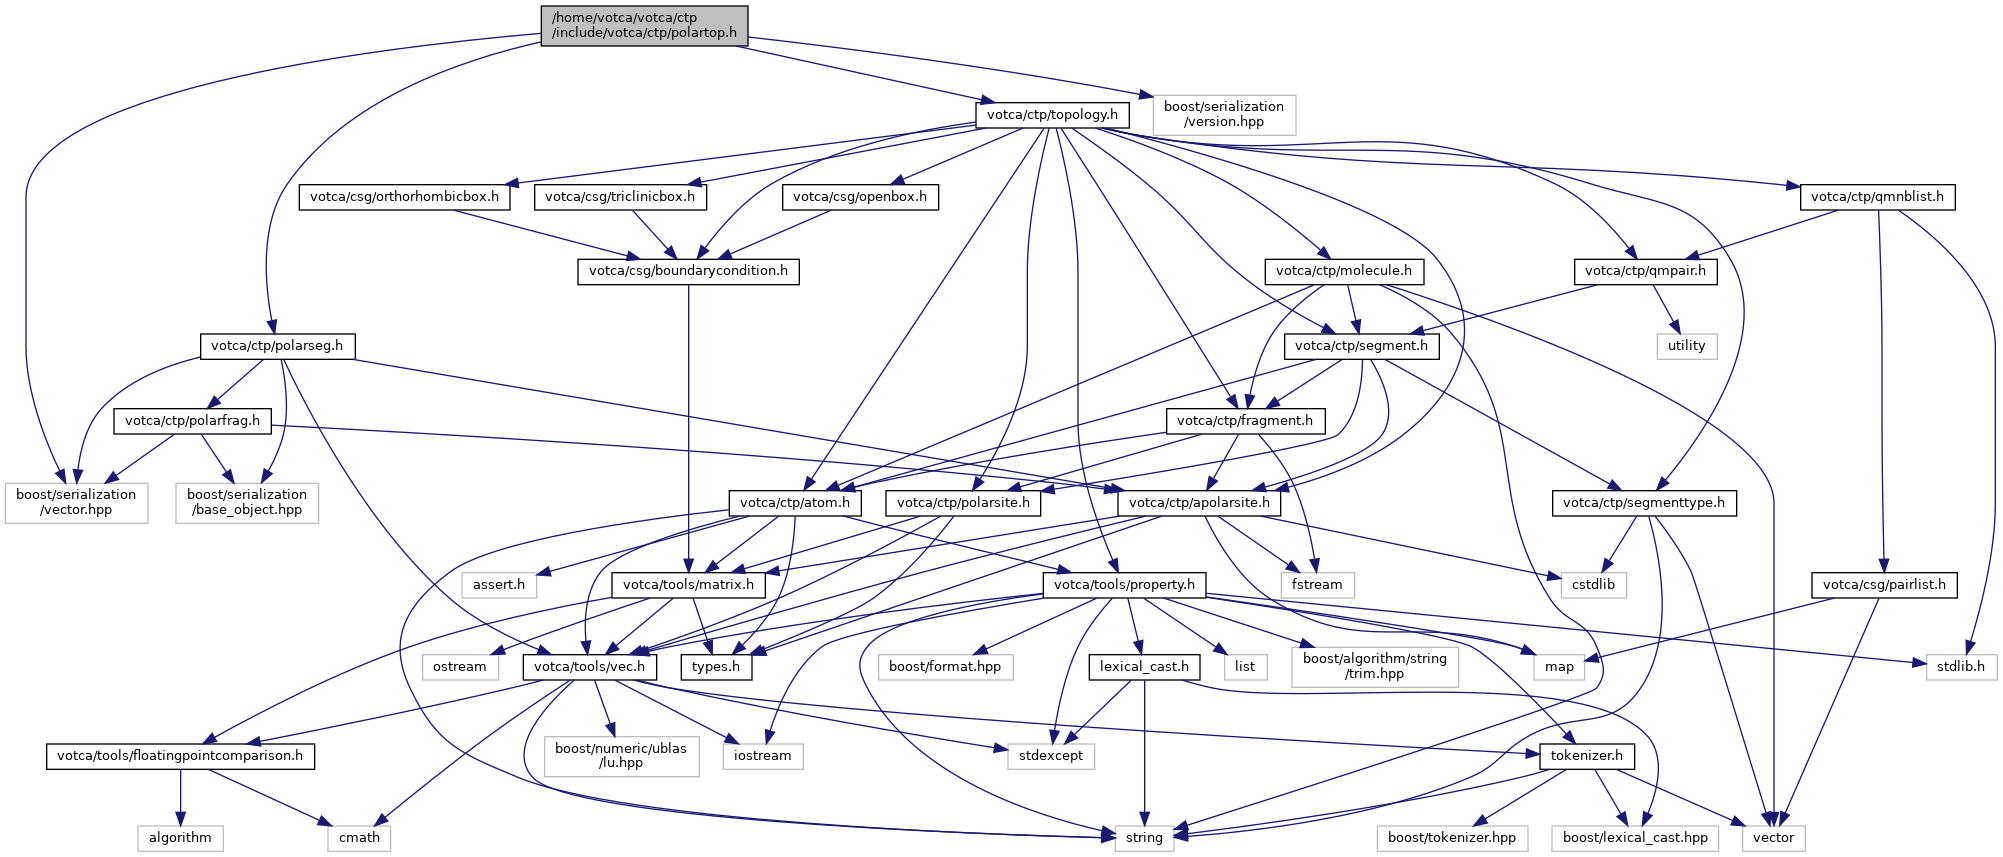 /home/votca/votca/ctp
/include/votca/ctp/polartop.h
boost/serialization
/version.hpp
votca/ctp/topology.h
votca/csg/orthorhombicbox.h
votca/csg/triclinicbox.h
votca/csg/openbox.h
votca/ctp/qmnblist.h
votca/csg/boundarycondition.h
votca/ctp/molecule.h
votca/ctp/qmpair.h
votca/ctp/polarseg.h
votca/ctp/segment.h
utility
votca/ctp/polarfrag.h
votca/ctp/fragment.h
boost/serialization
/vector.hpp
boost/serialization
/base_object.hpp
votca/ctp/atom.h
votca/ctp/polarsite.h
votca/ctp/apolarsite.h
votca/ctp/segmenttype.h
assert.h
votca/tools/matrix.h
votca/tools/property.h
fstream
cstdlib
votca/csg/pairlist.h
ostream
votca/tools/vec.h
types.h
boost/format.hpp
lexical_cast.h
list
boost/algorithm/string
/trim.hpp
map
stdlib.h
votca/tools/floatingpointcomparison.h
boost/numeric/ublas
/lu.hpp
iostream
stdexcept
tokenizer.h
algorithm
cmath
string
boost/tokenizer.hpp
boost/lexical_cast.hpp
vector